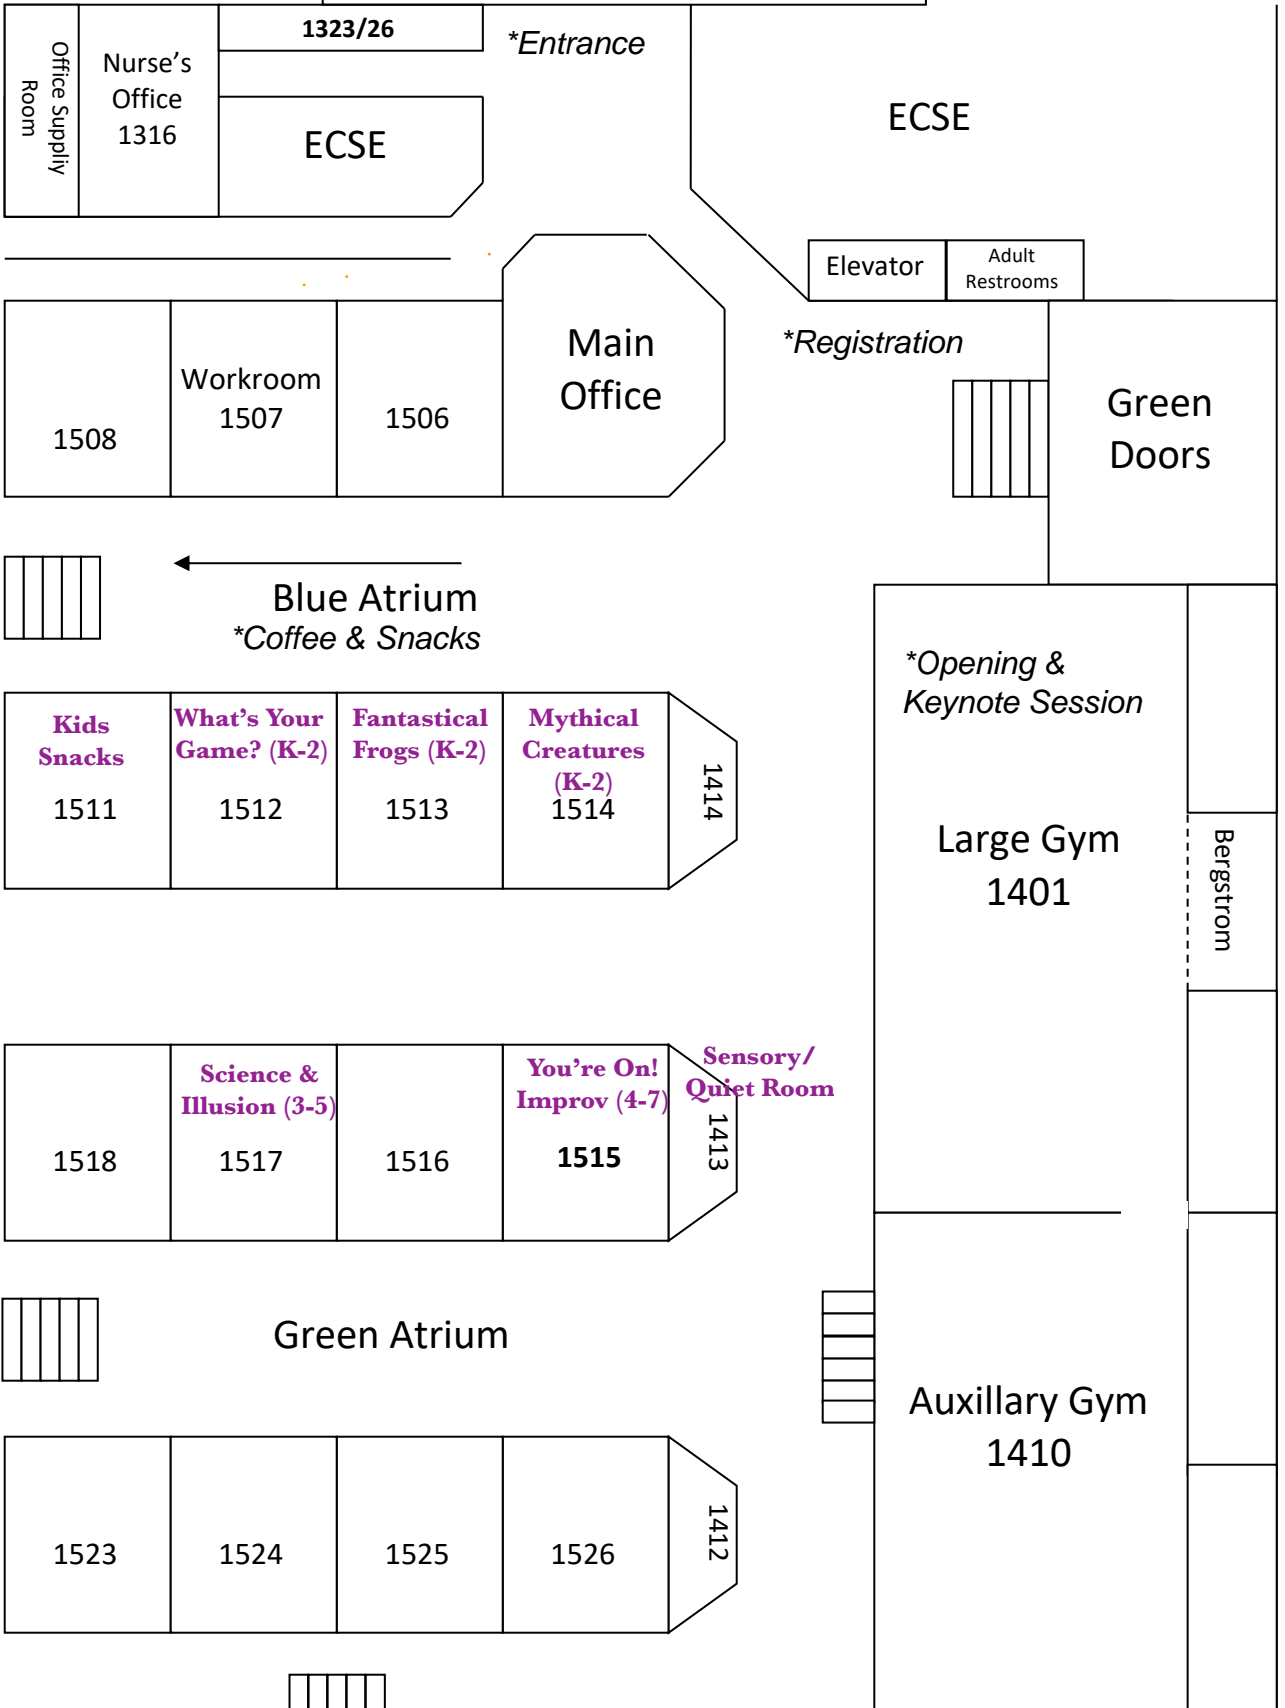 1323/26
*Entrance
Office Suppliy
Room
Nurse’s
Office
1316
ECSE
ECSE
Elevator
Adult
Restrooms
Main
Office
*Registration
Green
Doors
Workroom
1507
1506
1508
Blue Atrium
*Coffee & Snacks
*Opening &
Keynote Session
Kids
Snacks
1511
What’s Your
Game? (K-2)
1512
Fantastical
Frogs (K-2)
1513
Mythical
Creatures
(K-2)
1514
1414
Large Gym
1401
Bergstrom
1518
Science &
Illusion (3-5)
1517
1516
You’re On!
Improv (4-7)
1515
Sensory/
Quiet Room
1413
Green Atrium
Auxillary Gym
1410
1523
1524
1525
1526
1412